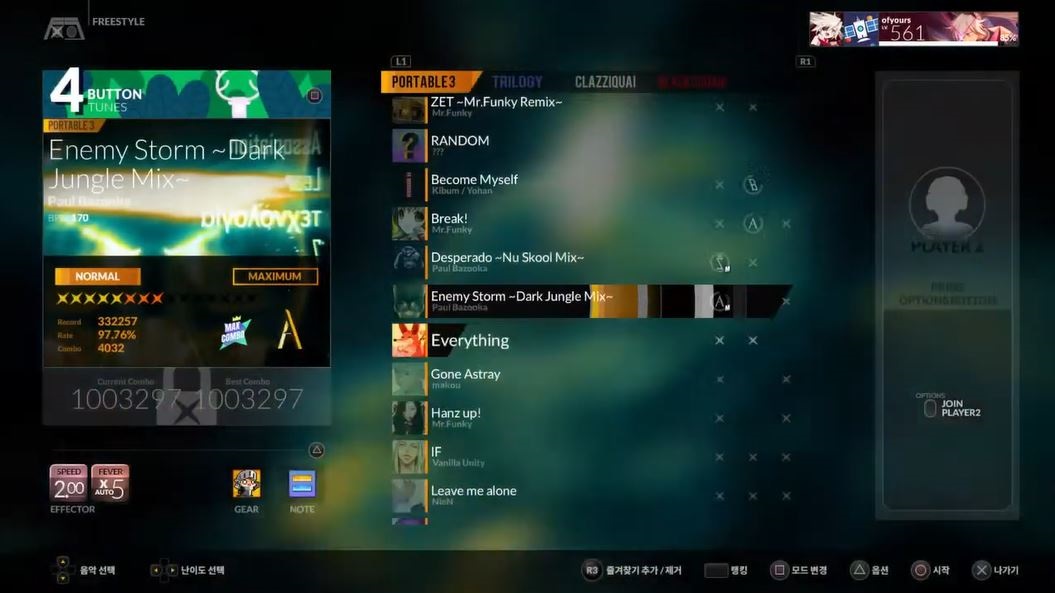 FREESTYLE
ofyours
LV 561
L1
R1
PORTABLE3
TRILOGY
CLAZZIQUAI
4 BUTTON
TUNES
PORTABLE 3
Enemy Storm ~Dark
Jungle Mix~
Paul Bazooka
BPM 170
NORMAL
MAXIMUM
Record 332257
Rate 97.76%
Combo 4032
MAX COMBO
A
Current Combo
Best Combo
1003297
1003297
SPEED
2.00
FEVER
X AUTO 5
EFFECTOR
GEAR
NOTE
ZET ~Mr.Funky Remix~
Mr.Funky
RANDOM
???
Become Myself
Kibum / Yohan
B
Break!
Mr.Funky
A
Desperado ~Nu Skool Mix~
Paul Bazooka
M
Enemy Storm ~Dark Jungle Mix~
Paul Bazooka
A M
Everything
Gone Astray
makou
Hanz up!
Mr.Funky
IF
Vanilla Unity
Leave me alone
NieN
PLAYER 2
PRESS
OPTIONS BUTTON
OPTIONS
JOIN
PLAYER2
음악 선택
난이도 선택
R3 즐겨찾기 추가 / 제거
랭킹
모드 변경
옵션
시작
나가기